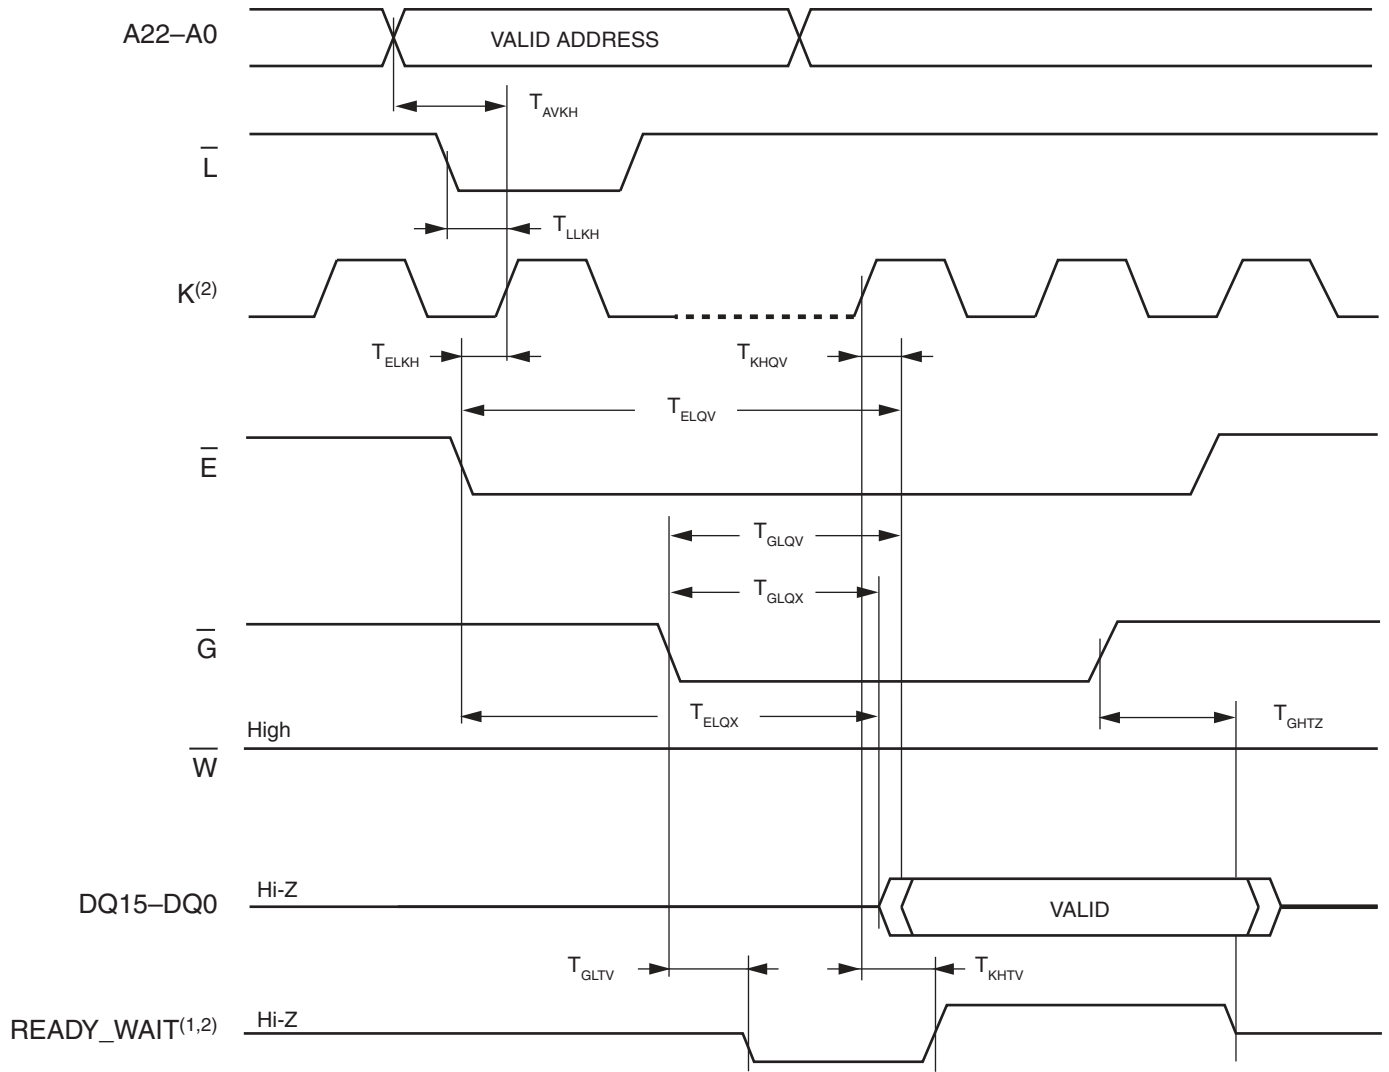 A22–A0
VALID ADDRESS
T_AVKH
L̅
T_LLKH
K(2)
T_ELKH
T_KHQV
T_ELQV
E̅
T_GLQV
T_GLQX
G̅
T_ELQX
T_GHTZ
High
W̅
Hi-Z
DQ15–DQ0
VALID
T_GLTV
T_KHTV
Hi-Z
READY_WAIT(1,2)